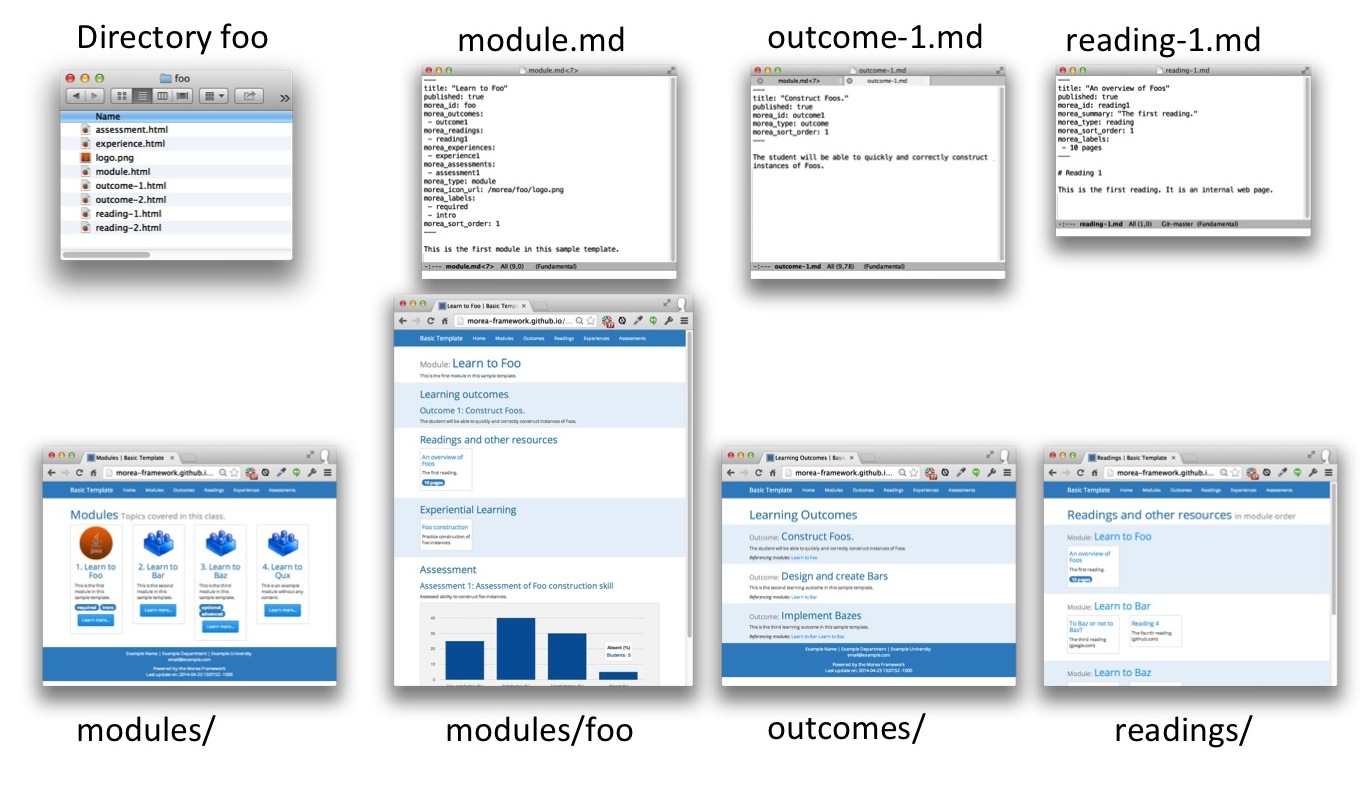 Directory foo
module.md
outcome-1.md
reading-1.md
foo
Name
assessment.html
experience.html
logo.png
module.html
outcome-1.html
outcome-2.html
reading-1.html
reading-2.html
module.md<7>
---
title: "Learn to Foo"
published: true
morea_id: foo
morea_outcomes:
- outcome1
morea_readings:
- reading1
morea_experiences:
- experience1
morea_assessments:
- assessment1
morea_type: module
morea_icon_url: /morea/foo/logo.png
morea_labels:
- required
- intro
morea_sort_order: 1
---
This is the first module in this sample template.
-:--- module.md<7> All (9,0) (Fundamental)
outcome-1.md
module.md<7> outcome-1.md
---
title: "Construct Foos."
published: true
morea_id: outcome1
morea_type: outcome
morea_sort_order: 1
---
The student will be able to quickly and correctly construct
instances of Foos.
-:--- outcome-1.md All (9,78) (Fundamental)
reading-1.md
---
title: "An overview of Foos"
published: true
morea_id: reading1
morea_summary: "The first reading."
morea_type: reading
morea_sort_order: 1
morea_labels:
- 10 pages
---
# Reading 1
This is the first reading. It is an internal web page.
-:--- reading-1.md All (1,0) Git-master (Fundamental)
Modules | Basic Template
morea-framework.github.i...
Basic Template Home Modules Outcomes Readings Experiences Assessments
Modules Topics covered in this class.
Java
1. Learn to
Foo
This is the first
module in this
sample template.
required intro
Learn more...
2. Learn to
Bar
This is the second
module in this
sample template.
Learn more...
3. Learn to
Baz
This is the third
module in this
sample template.
optional
advanced
Learn more...
4. Learn to
Qux
This is an example
module without any
content.
Learn more...
Example Name | Example Department | Example University
email@example.com
Powered by the Morea Framework
Last update on: 2014-04-23 13:07:52 -1000
Learn to Foo | Basic Temp
morea-framework.github.io/...
Basic Template Home Modules Outcomes Readings Experiences Assessments
Module: Learn to Foo
This is the first module in this sample template.
Learning outcomes
Outcome 1: Construct Foos.
The student will be able to quickly and correctly construct instances of Foos.
Readings and other resources
An overview of
Foos
The first reading.
10 pages
Experiential Learning
Foo construction
Practice construction of
Foo instances.
Assessment
Assessment 1: Assessment of Foo construction skill
Assessed ability to construct foo instances.
40
30
20
10
0
Absent (%)
Students: 5
Learning Outcomes | Basic
morea-framework.github.i...
Basic Template Home Modules Outcomes Readings Experiences Assessments
Learning Outcomes
Outcome: Construct Foos.
The student will be able to quickly and correctly construct instances of Foos.
Referencing modules: Learn to Foo
Outcome: Design and create Bars
This is the second learning outcome in this sample template.
Referencing modules: Learn to Bar
Outcome: Implement Bazes
This is the third learning outcome in this sample template.
Referencing modules: Learn to Bar Learn to Baz
Example Name | Example Department | Example University
email@example.com
Powered by the Morea Framework
Last update on: 2014-04-23 13:07:52 -1000
Readings | Basic Template
morea-framework.github.i...
Basic Template Home Modules Outcomes Readings Experiences Assessments
Readings and other resources in module order
Module: Learn to Foo
An overview of
Foos
The first reading.
10 pages
Module: Learn to Bar
To Baz or not to
Baz?
The third reading
(google.com)
Reading 4
The fourth reading
(github.com)
Module: Learn to Baz
modules/
modules/foo
outcomes/
readings/